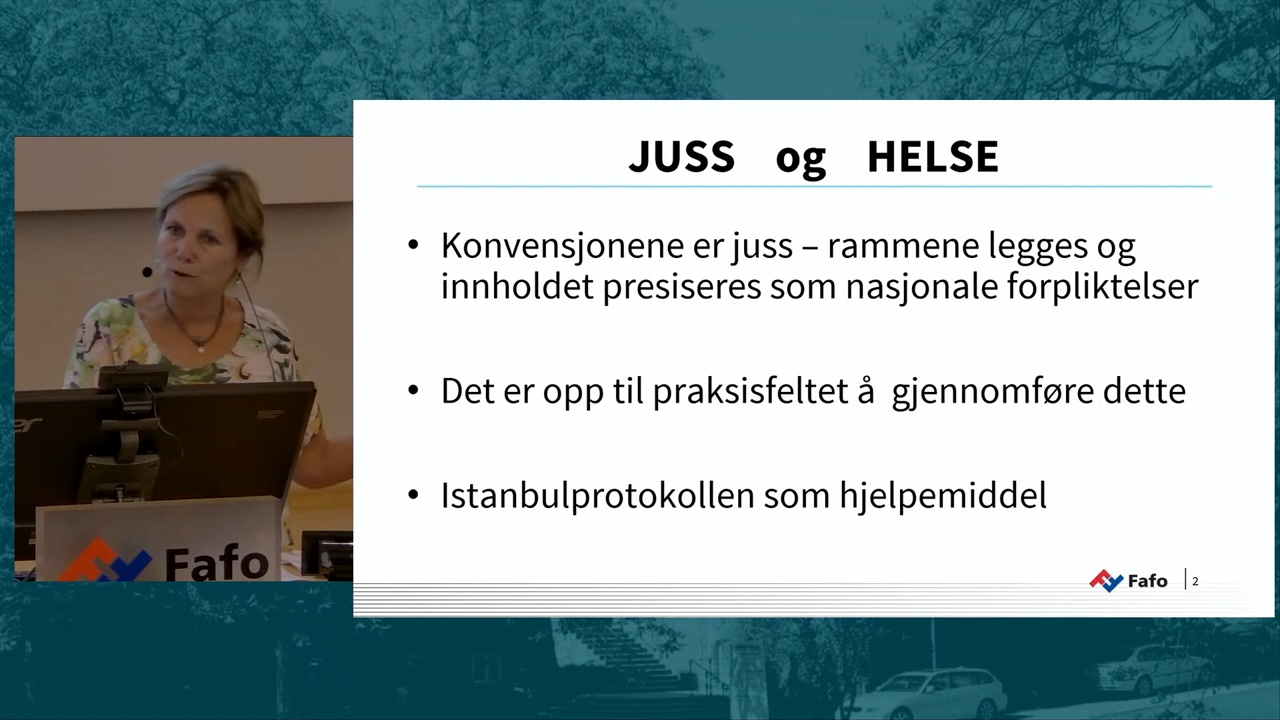 JUSS og HELSE
• Konvensjonene er juss – rammene legges og
innholdet presiseres som nasjonale forpliktelser
• Det er opp til praksisfeltet å gjennomføre dette
• Istanbulprotokollen som hjelpemiddel
Fafo
Fafo | 2